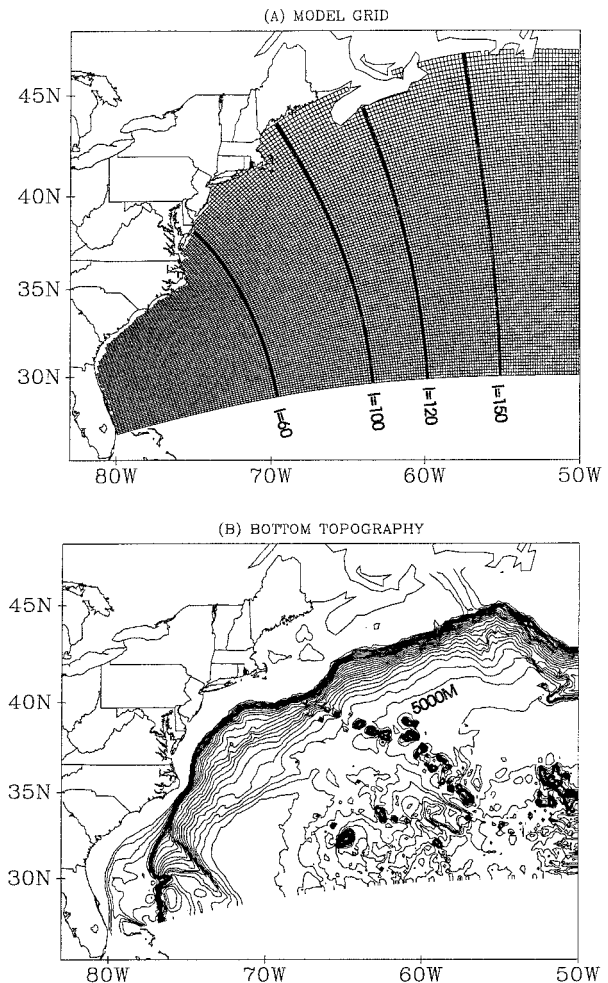 (A) MODEL GRID
45N
40N
35N
30N
I=60
I=100
I=120
I=150
80W 70W 60W 50W
(B) BOTTOM TOPOGRAPHY
45N
40N
5000M
35N
30N
80W 70W 60W 50W